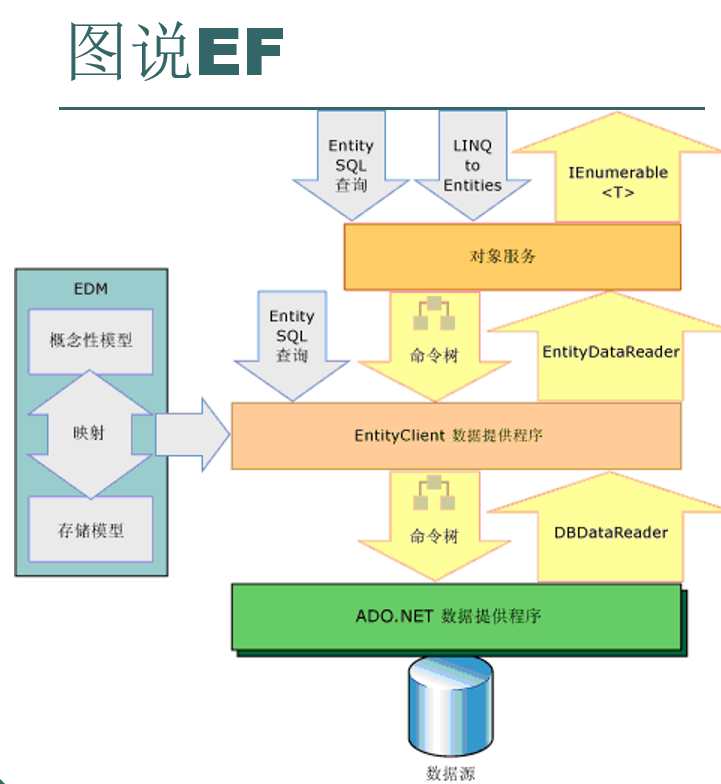 图说EF
Entity
SQL
查询
LINQ
to
Entities
IEnumerable
<T>
对象服务
EDM
概念性模型
映射
存储模型
Entity
SQL
查询
命令树
EntityDataReader
EntityClient 数据提供程序
命令树
DBDataReader
ADO.NET 数据提供程序
数据源